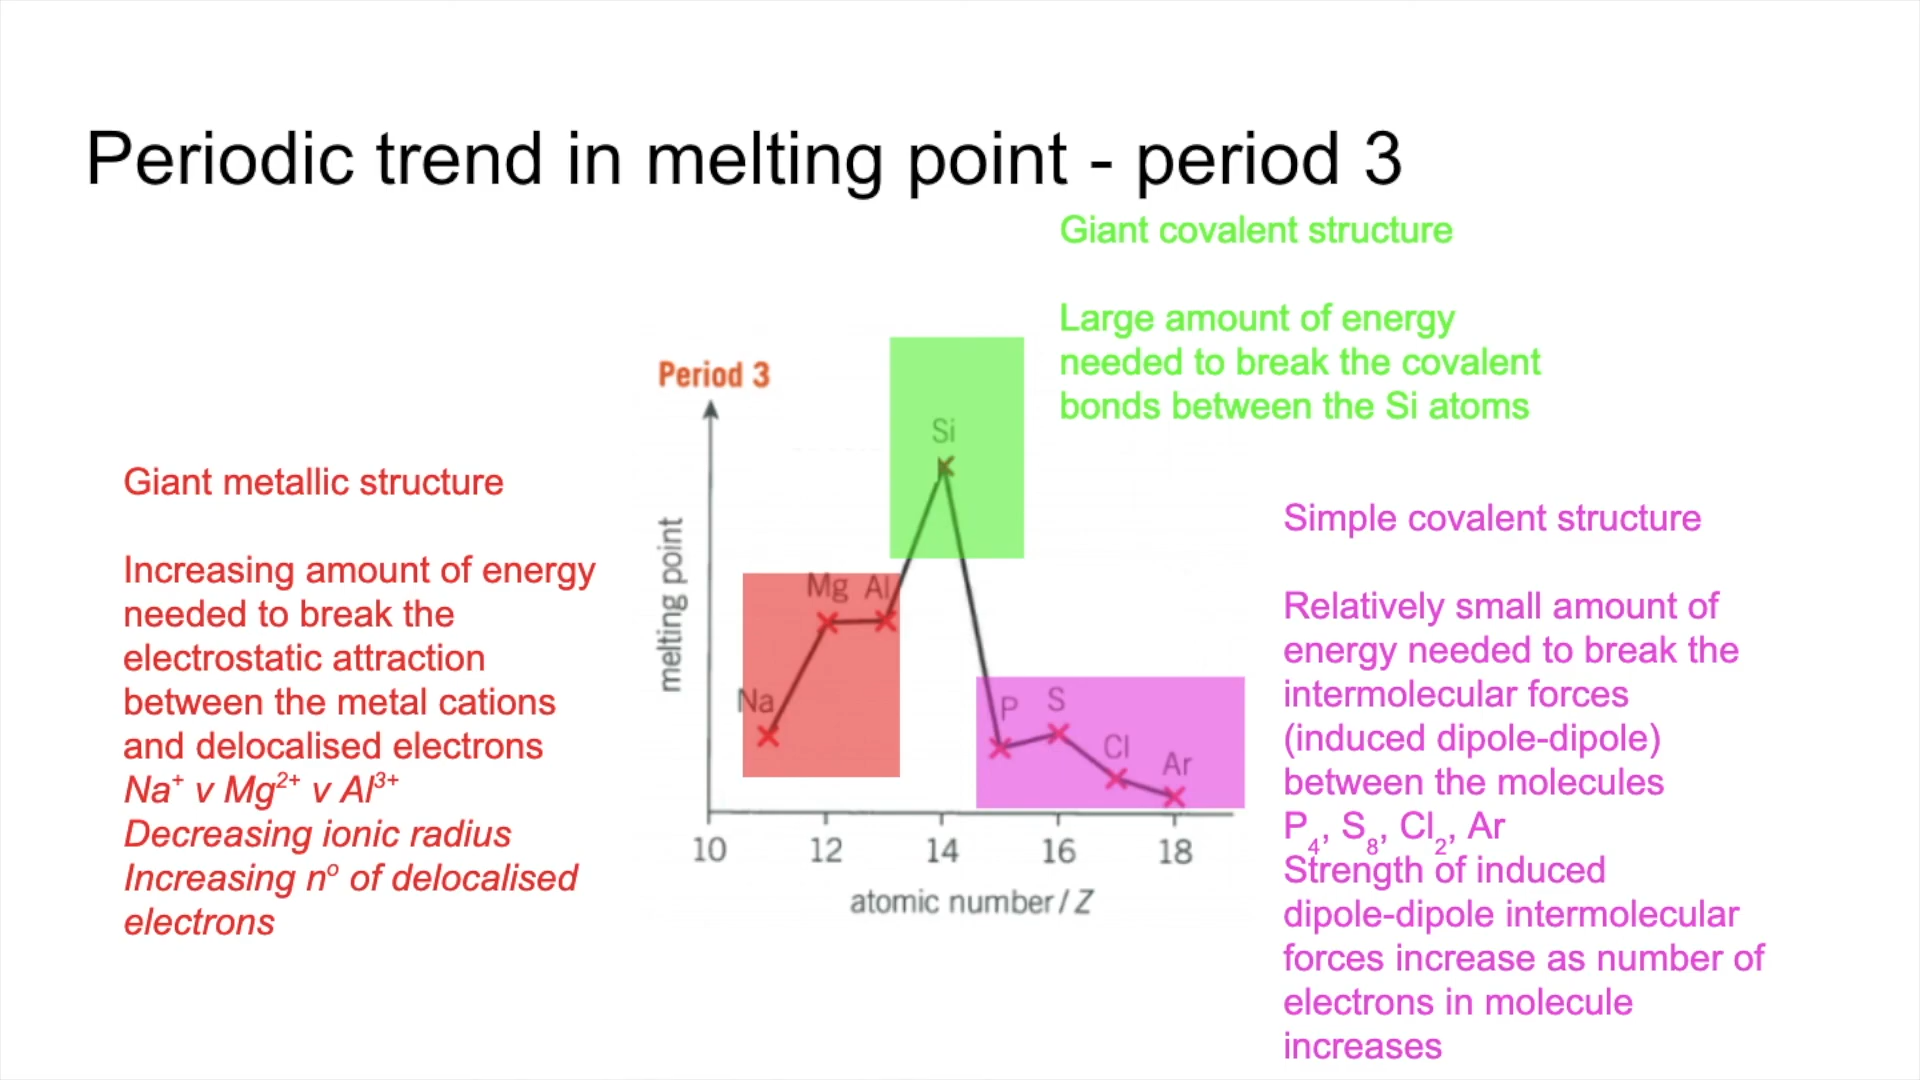 Periodic trend in melting point - period 3
Giant covalent structure
Large amount of energy
needed to break the covalent
bonds between the Si atoms
Giant metallic structure
Increasing amount of energy
needed to break the
electrostatic attraction
between the metal cations
and delocalised electrons
Na⁺ v Mg²⁺ v Al³⁺
Decreasing ionic radius
Increasing nº of delocalised
electrons
Period 3
melting point
Si
Mg Al
Na
P S
Cl
Ar
10 12 14 16 18
atomic number / Z
Simple covalent structure
Relatively small amount of
energy needed to break the
intermolecular forces
(induced dipole-dipole)
between the molecules
P₄, S₈, Cl₂, Ar
Strength of induced
dipole-dipole intermolecular
forces increase as number of
electrons in molecule
increases